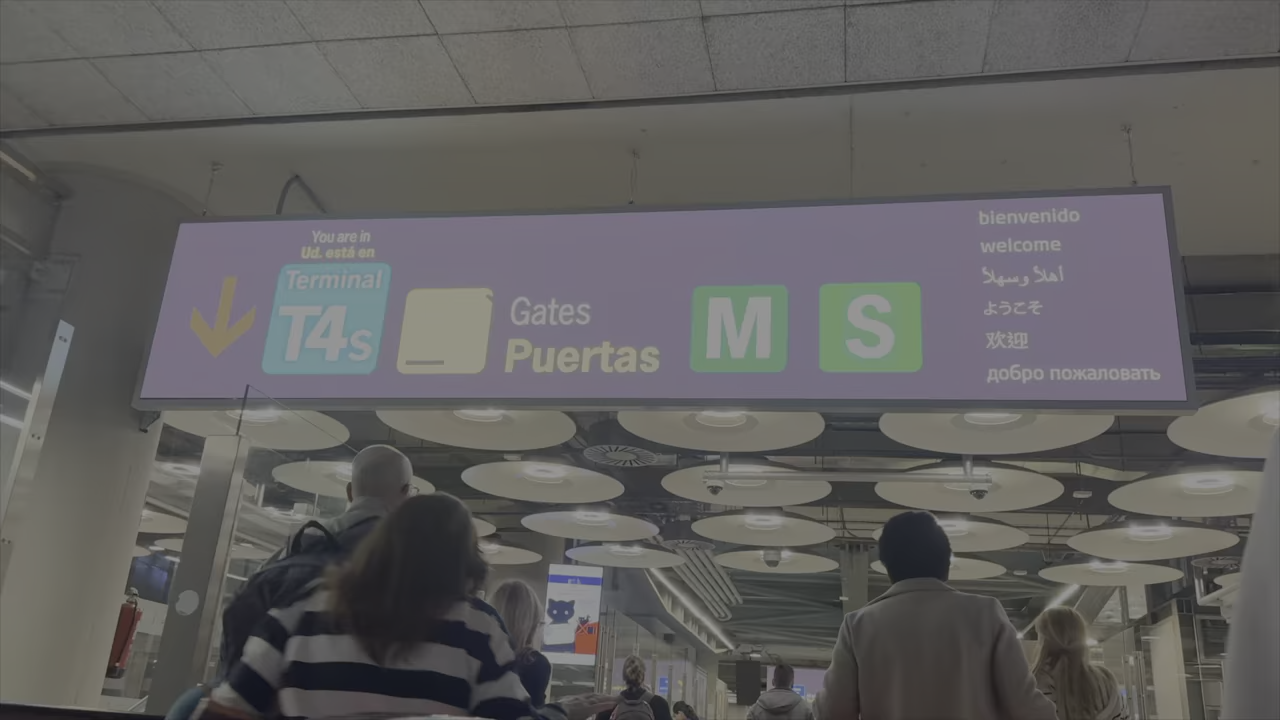 You are in
Ud. está en
Terminal
T4s
Gates
Puertas
M
S
bienvenido
welcome
أهلاً وسهلاً
ようこそ
欢迎
добро пожаловать